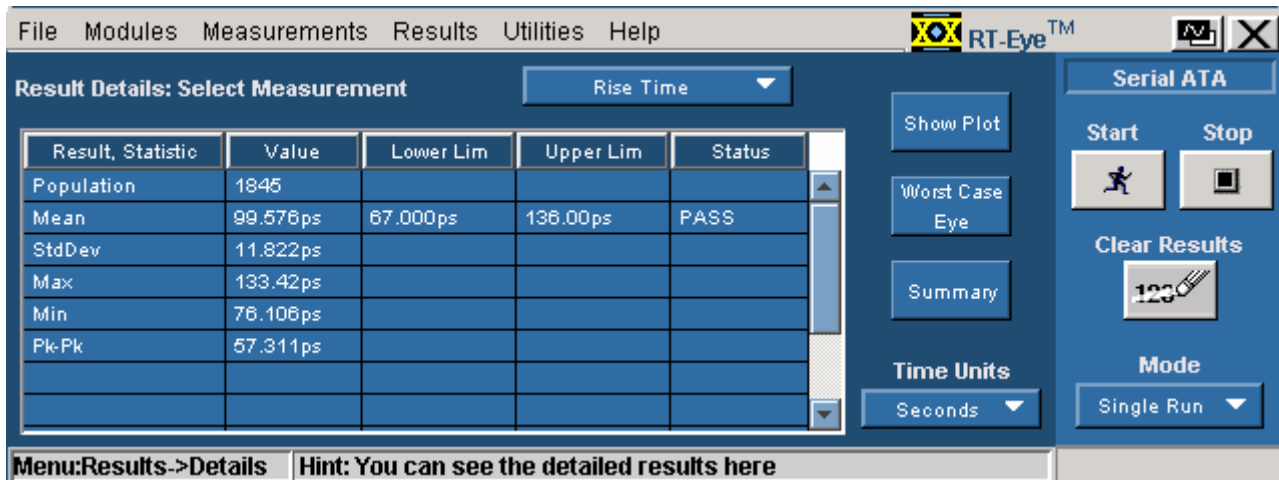 File Modules Measurements Results Utilities Help RT-Eye™
Result Details: Select Measurement Rise Time
Result, Statistic Value Lower Lim Upper Lim Status
Population 1845
Mean 99.576ps 67.000ps 136.00ps PASS
StdDev 11.822ps
Max 133.42ps
Min 76.106ps
Pk-Pk 57.311ps
Show Plot
Worst Case
Eye
Summary
Time Units
Seconds
Serial ATA
Start Stop
Clear Results
123
Mode
Single Run
Menu:Results->Details Hint: You can see the detailed results here